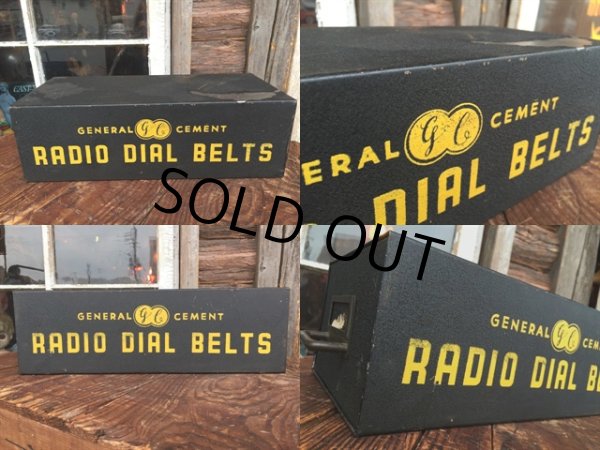 GENERAL GC CEMENT
RADIO DIAL BELTS
ERAL GC CEMENT
DIAL BELTS
SOLD OUT
GENERAL GC CEMENT
RADIO DIAL BELTS
GENERAL GC CEM
RADIO DIAL BE